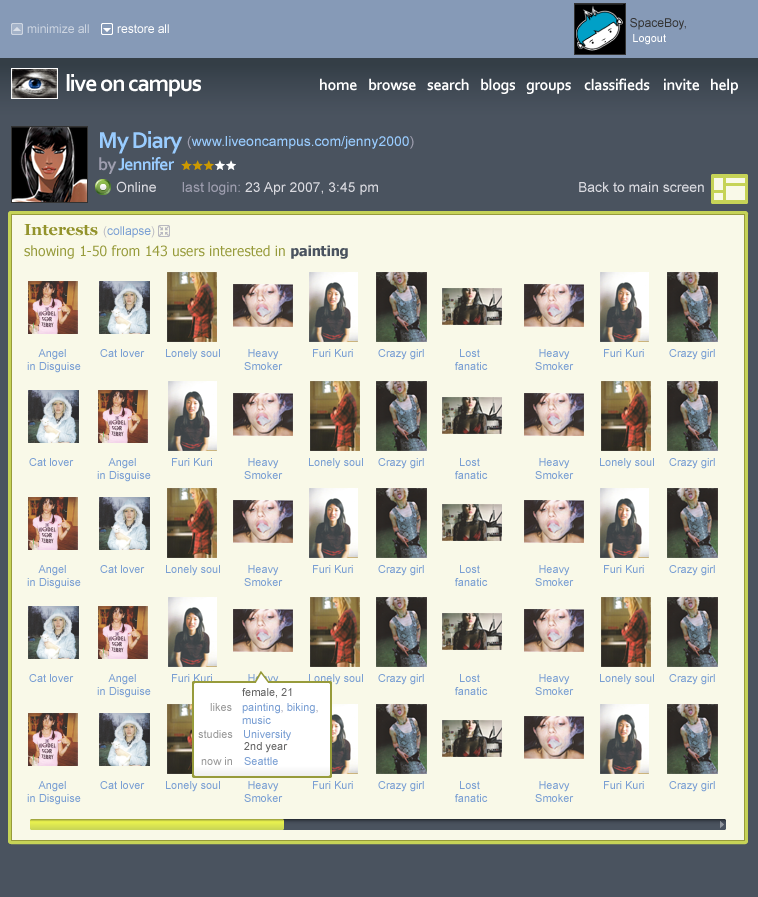 minimize all restore all SpaceBoy,
Logout
live on campus home browse search blogs groups classifieds invite help
My Diary (www.liveoncampus.com/jenny2000)
by Jennifer
Online last login: 23 Apr 2007, 3:45 pm Back to main screen
Interests (collapse)
showing 1-50 from 143 users interested in painting
Angel Cat lover Lonely soul Heavy Furi Kuri Crazy girl Lost Heavy Furi Kuri Crazy girl
in Disguise Smoker fanatic Smoker
Cat lover Angel Furi Kuri Heavy Lonely soul Crazy girl Lost Heavy Lonely soul Crazy girl
in Disguise Smoker fanatic Smoker
Angel Cat lover Lonely soul Heavy Furi Kuri Crazy girl Lost Heavy Furi Kuri Crazy girl
in Disguise Smoker fanatic Smoker
Cat lover Angel Furi Kuri Heavy Lonely soul Crazy girl Lost Heavy Lonely soul Crazy girl
in Disguise fanatic Smoker
female, 21
likes painting, biking,
music
studies University
2nd year
now in Seattle
Angel Cat lover Lonely soul Heavy Furi Kuri Crazy girl Lost Heavy Furi Kuri Crazy girl
in Disguise Smoker fanatic Smoker